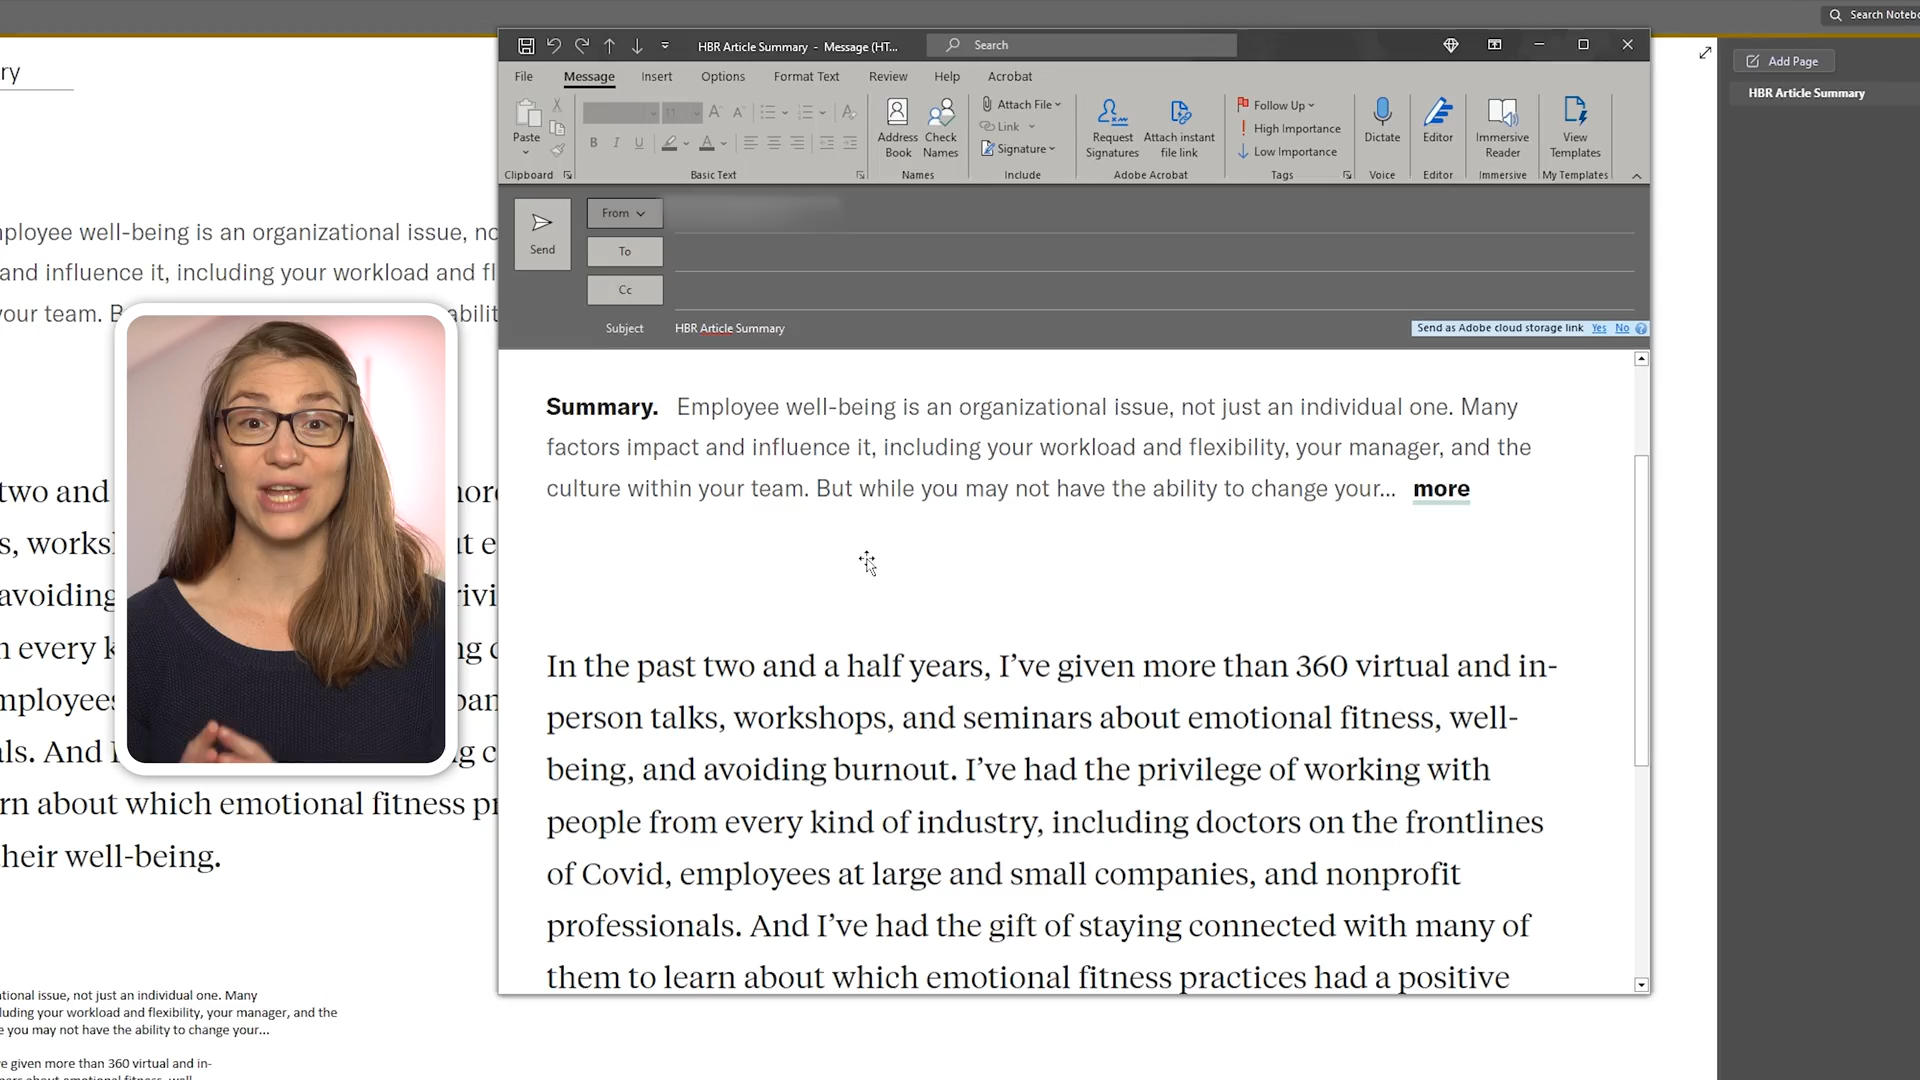 Search Notebo
ry
Add Page
HBR Article Summary
HBR Article Summary - Message (HT...
Search
File Message Insert Options Format Text Review Help Acrobat
Paste
11
B I U
Address Book
Check Names
Attach File
Link
Signature
Request Signatures
Attach instant file link
Follow Up
High Importance
Low Importance
Dictate
Editor
Immersive Reader
View Templates
Clipboard Basic Text Names Include Adobe Acrobat Tags Voice Editor Immersive My Templates
Send
From
To
Cc
Subject HBR Article Summary
Send as Adobe cloud storage link Yes No
Summary. Employee well-being is an organizational issue, not just an individual one. Many
factors impact and influence it, including your workload and flexibility, your manager, and the
culture within your team. But while you may not have the ability to change your... more
In the past two and a half years, I've given more than 360 virtual and in-
person talks, workshops, and seminars about emotional fitness, well-
being, and avoiding burnout. I've had the privilege of working with
people from every kind of industry, including doctors on the frontlines
of Covid, employees at large and small companies, and nonprofit
professionals. And I've had the gift of staying connected with many of
them to learn about which emotional fitness practices had a positive
ployee well-being is an organizational issue, no
and influence it, including your workload and fl
our team. B ability
two and more
s, worksh t e
avoiding rivi
n every k ng c
mployees pan
ls. And I g c
rn about which emotional fitness pr
heir well-being.
ational issue, not just an individual one. Many
luding your workload and flexibility, your manager, and the
e you may not have the ability to change your...
e given more than 360 virtual and in-